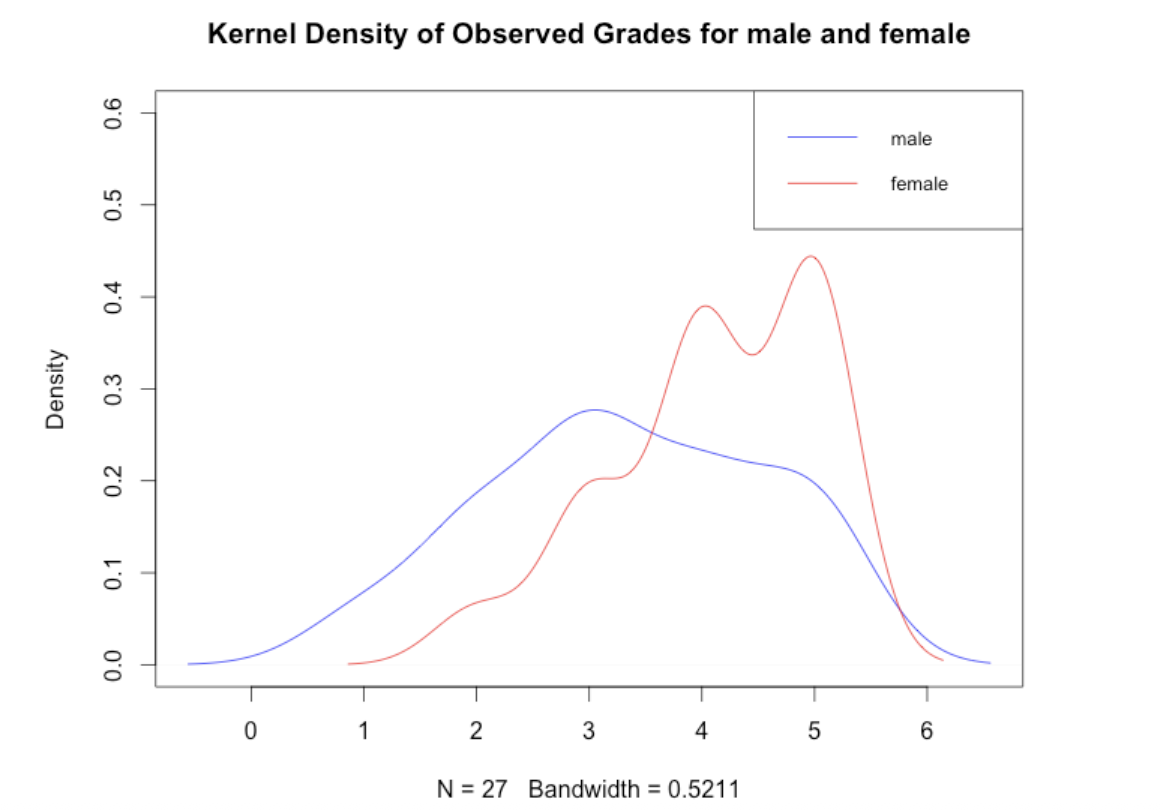 Kernel Density of Observed Grades for male and female
male
female
0.6
0.5
0.4
0.3
0.2
0.1
0.0
Density
0 1 2 3 4 5 6
N = 27 Bandwidth = 0.5211